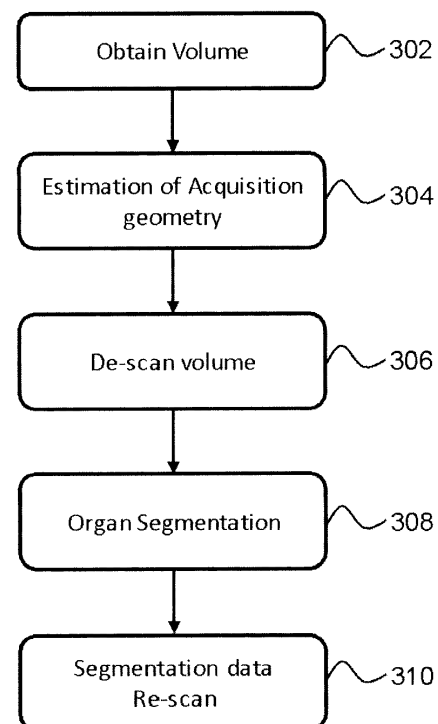 Obtain Volume
302
Estimation of Acquisition
geometry
304
De-scan volume
306
Organ Segmentation
308
Segmentation data
Re-scan
310